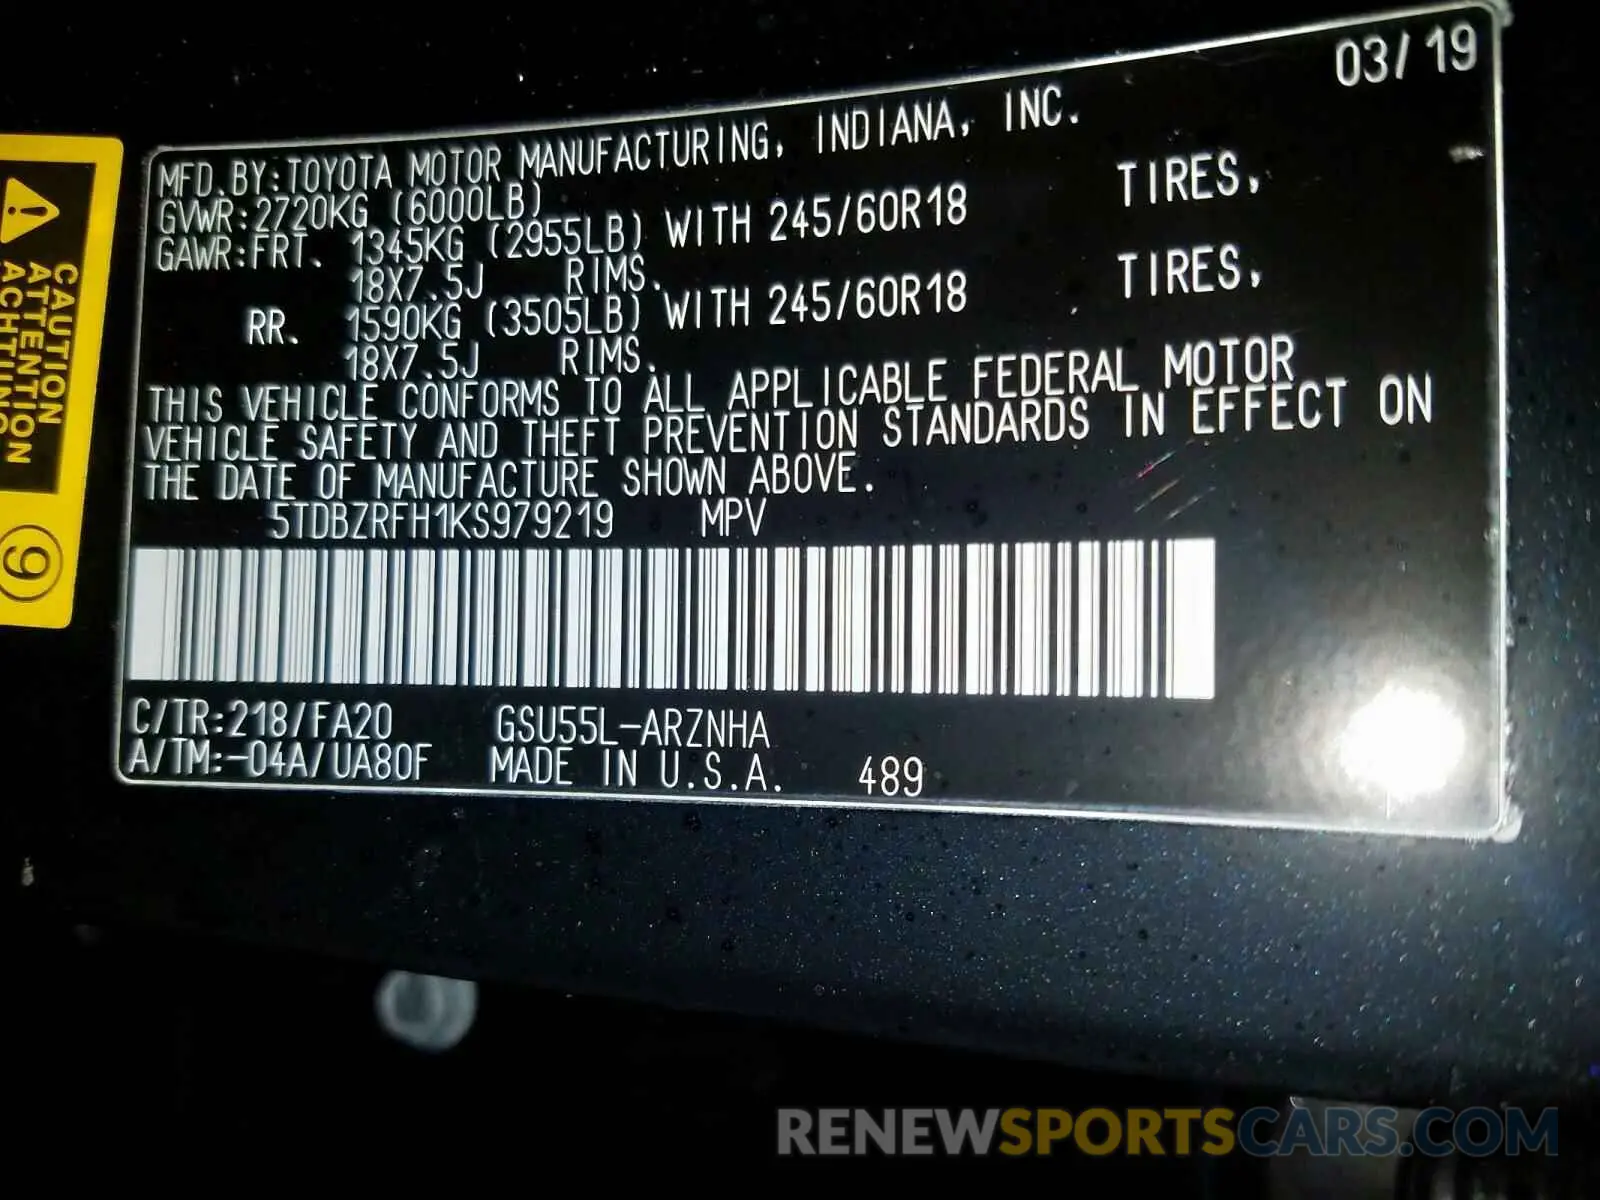 03/19
MFD.BY:TOYOTA MOTOR MANUFACTURING, INDIANA, INC.
GVWR:2720KG (6000LB)
GAWR:FRT. 1345KG (2955LB) WITH 245/60R18 TIRES,
18X7.5J RIMS.
RR. 1590KG (3505LB) WITH 245/60R18 TIRES,
18X7.5J RIMS.
THIS VEHICLE CONFORMS TO ALL APPLICABLE FEDERAL MOTOR
VEHICLE SAFETY AND THEFT PREVENTION STANDARDS IN EFFECT ON
THE DATE OF MANUFACTURE SHOWN ABOVE.
5TDBZRFH1KS979219 MPV
C/TR:218/FA20 GSU55L-ARZNHA
A/TM:-04A/UA80F MADE IN U.S.A. 489
CAUTION
ATTENTION
ACHTUNG
9
RENEWSPORTSCARS.COM